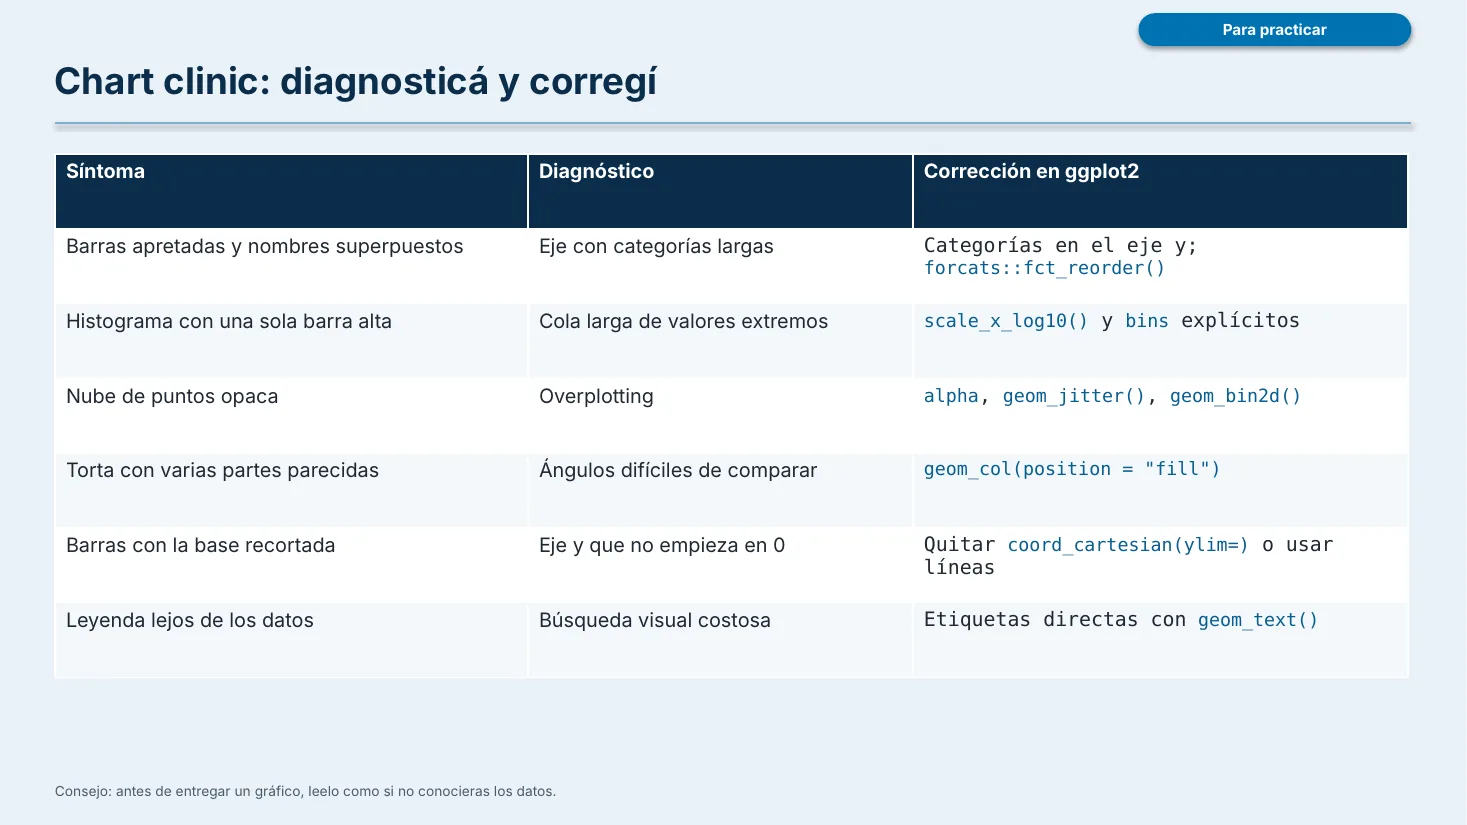 Para practicar
Chart clinic: diagnosticá y corregí
Síntoma
Diagnóstico
Corrección en ggplot2
Barras apretadas y nombres superpuestos
Eje con categorías largas
Categorías en el eje y;
forcats::fct_reorder()
Histograma con una sola barra alta
Cola larga de valores extremos
scale_x_log10() y bins explícitos
Nube de puntos opaca
Overplotting
alpha, geom_jitter(), geom_bin2d()
Torta con varias partes parecidas
Ángulos difíciles de comparar
geom_col(position = "fill")
Barras con la base recortada
Eje y que no empieza en 0
Quitar coord_cartesian(ylim=) o usar
líneas
Leyenda lejos de los datos
Búsqueda visual costosa
Etiquetas directas con geom_text()
Consejo: antes de entregar un gráfico, leelo como si no conocieras los datos.